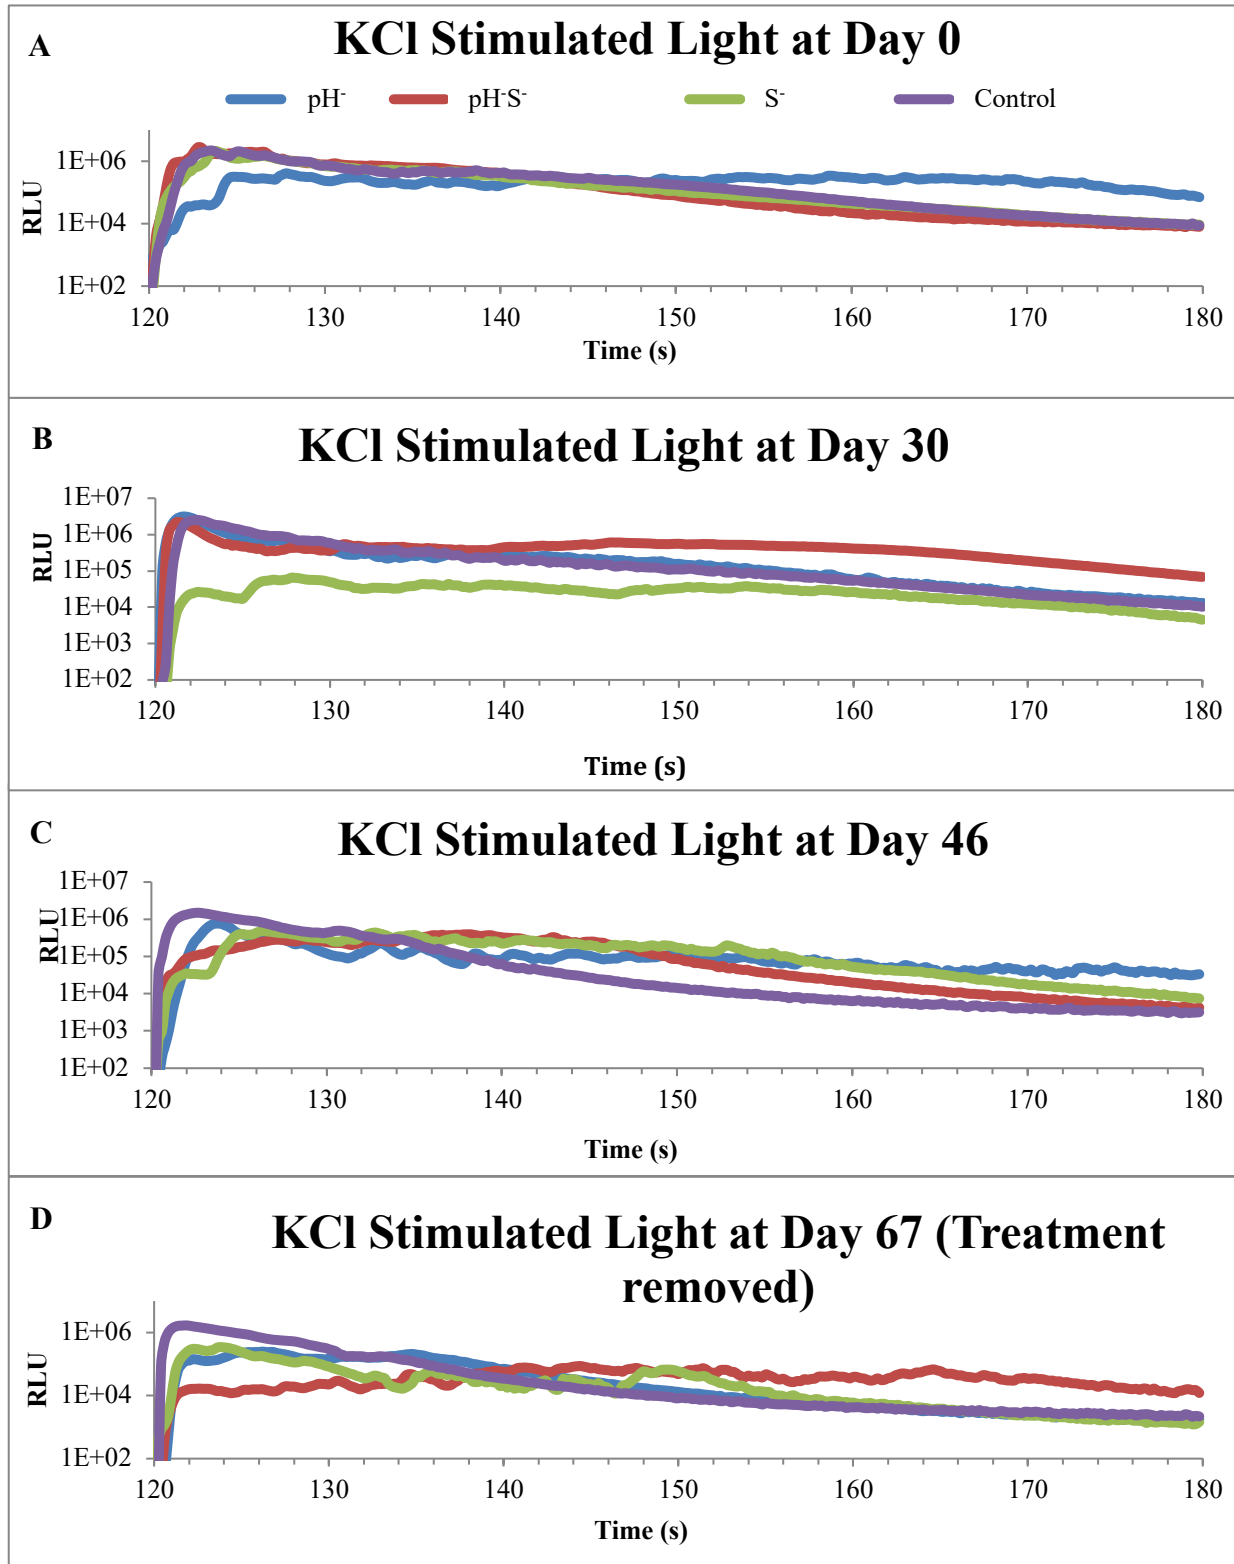 A
KCl Stimulated Light at Day 0
pH⁻ pH⁻S⁻ S⁻ Control
1E+06
1E+04
1E+02
RLU
120 130 140 150 160 170 180
Time (s)
B
KCl Stimulated Light at Day 30
1E+07
1E+06
1E+05
1E+04
1E+03
1E+02
RLU
120 130 140 150 160 170 180
Time (s)
C
KCl Stimulated Light at Day 46
1E+07
1E+06
1E+05
1E+04
1E+03
1E+02
RLU
120 130 140 150 160 170 180
Time (s)
D
KCl Stimulated Light at Day 67 (Treatment
removed)
1E+06
1E+04
1E+02
RLU
120 130 140 150 160 170 180
Time (s)